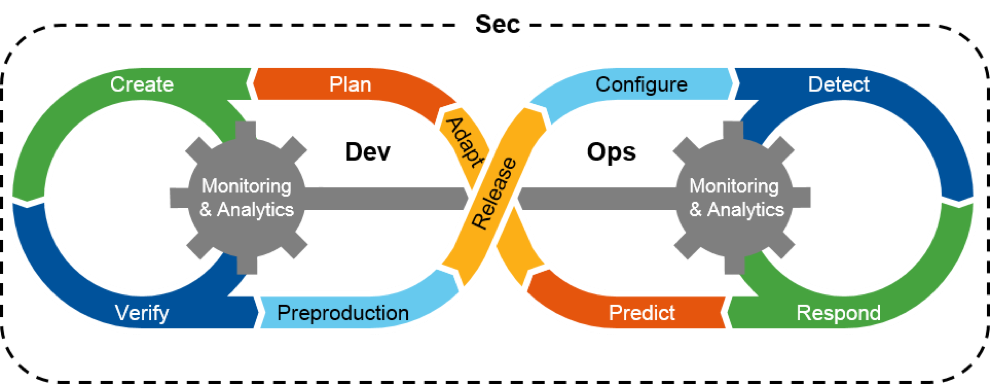 Sec
Create
Plan
Adapt
Release
Configure
Detect
Dev
Ops
Monitoring
& Analytics
Monitoring
& Analytics
Verify
Preproduction
Predict
Respond